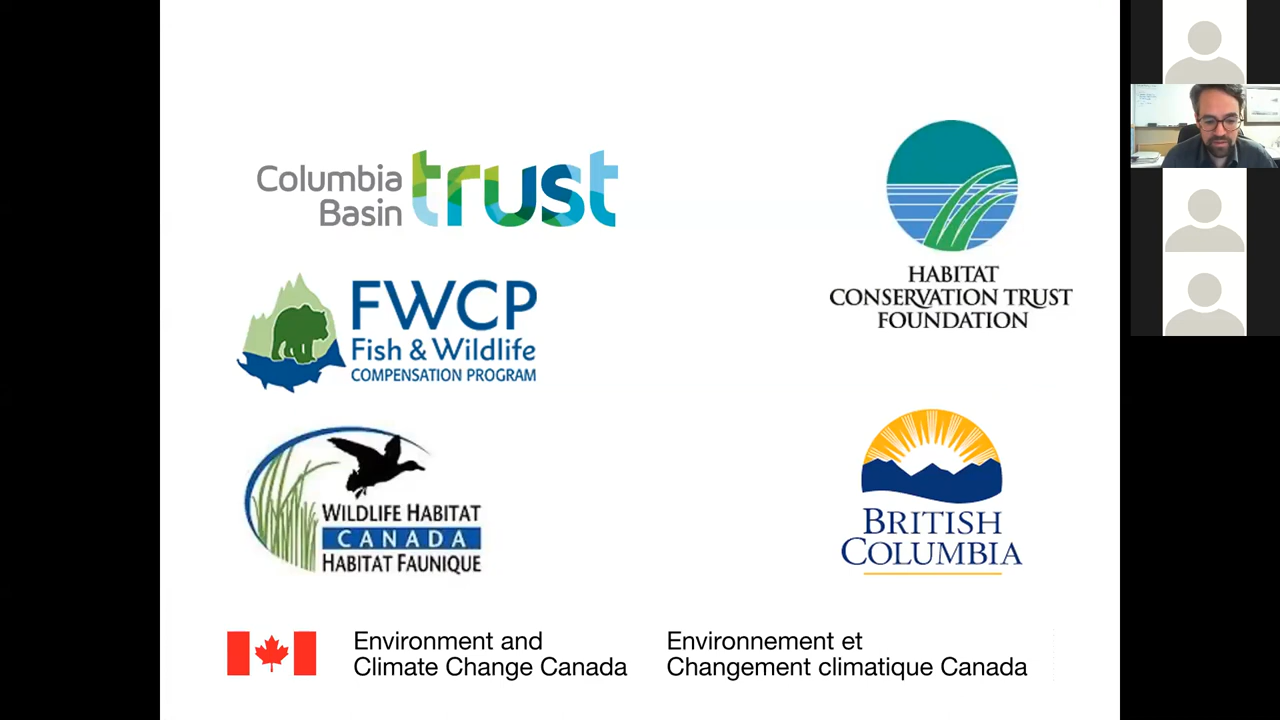 Columbia
Basin
trust
HABITAT
CONSERVATION TRUST
FOUNDATION
FWCP
Fish & Wildlife
COMPENSATION PROGRAM
WILDLIFE HABITAT
CANADA
HABITAT FAUNIQUE
BRITISH
COLUMBIA
Environment and
Climate Change Canada
Environnement et
Changement climatique Canada